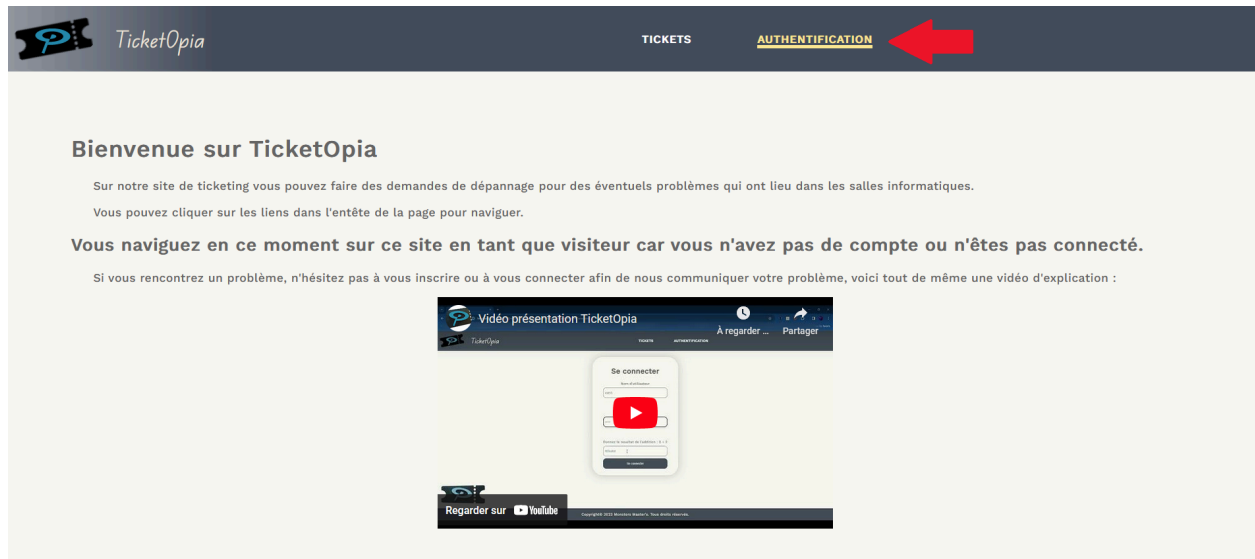 TicketOpia
TICKETS
AUTHENTIFICATION
Bienvenue sur TicketOpia
Sur notre site de ticketing vous pouvez faire des demandes de dépannage pour des éventuels problèmes qui ont lieu dans les salles informatiques.
Vous pouvez cliquer sur les liens dans l'entête de la page pour naviguer.
Vous naviguez en ce moment sur ce site en tant que visiteur car vous n'avez pas de compte ou n'êtes pas connecté.
Si vous rencontrez un problème, n'hésitez pas à vous inscrire ou à vous connecter afin de nous communiquer votre problème, voici tout de même une vidéo d'explication :
Vidéo présentation TicketOpia
À regarder ...
Partager
TicketOpia
TICKETS
AUTHENTIFICATION
Se connecter
Nom d'utilisateur
Se connecter
Regarder sur YouTube